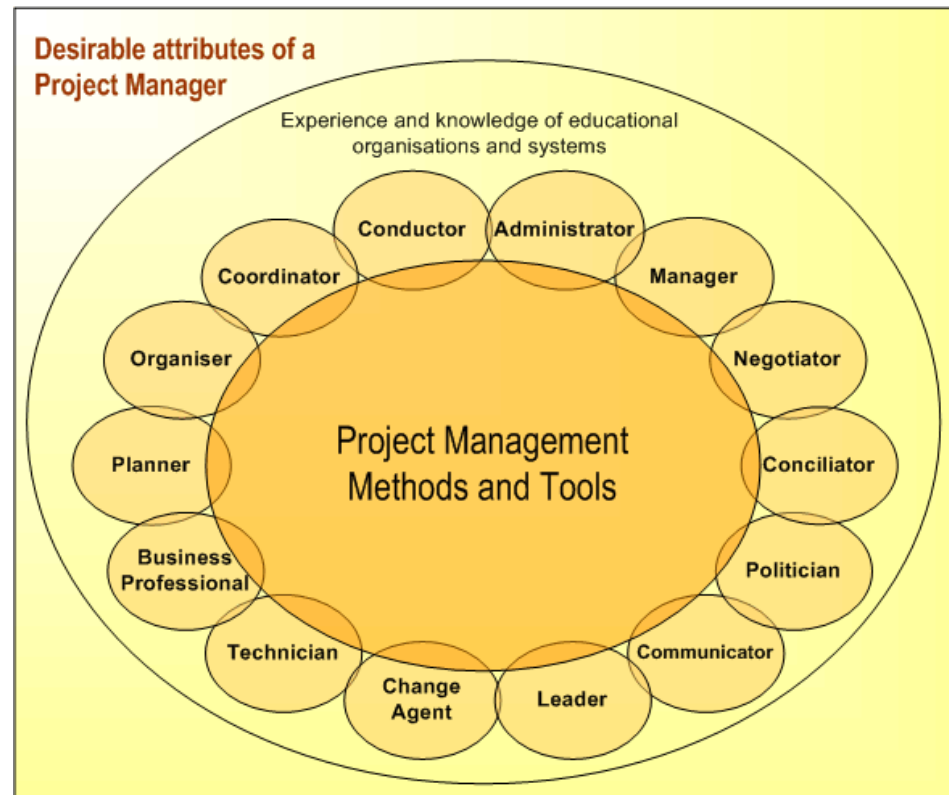 Desirable attributes of a
Project Manager
Experience and knowledge of educational
organisations and systems
Conductor
Administrator
Coordinator
Manager
Organiser
Negotiator
Planner
Project Management
Methods and Tools
Conciliator
Business
Professional
Politician
Technician
Communicator
Change
Agent
Leader